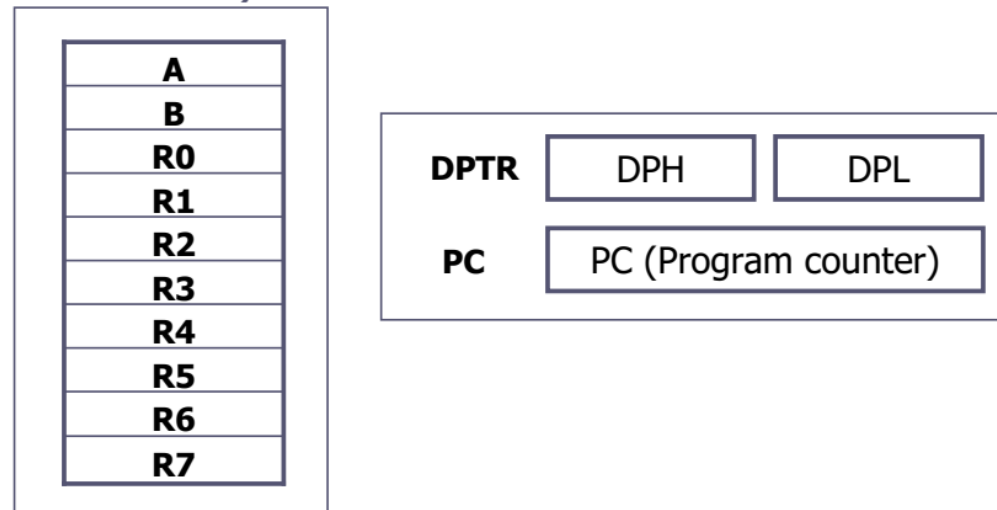 A
B
R0
R1
R2
R3
R4
R5
R6
R7
DPTR DPH DPL
PC PC (Program counter)